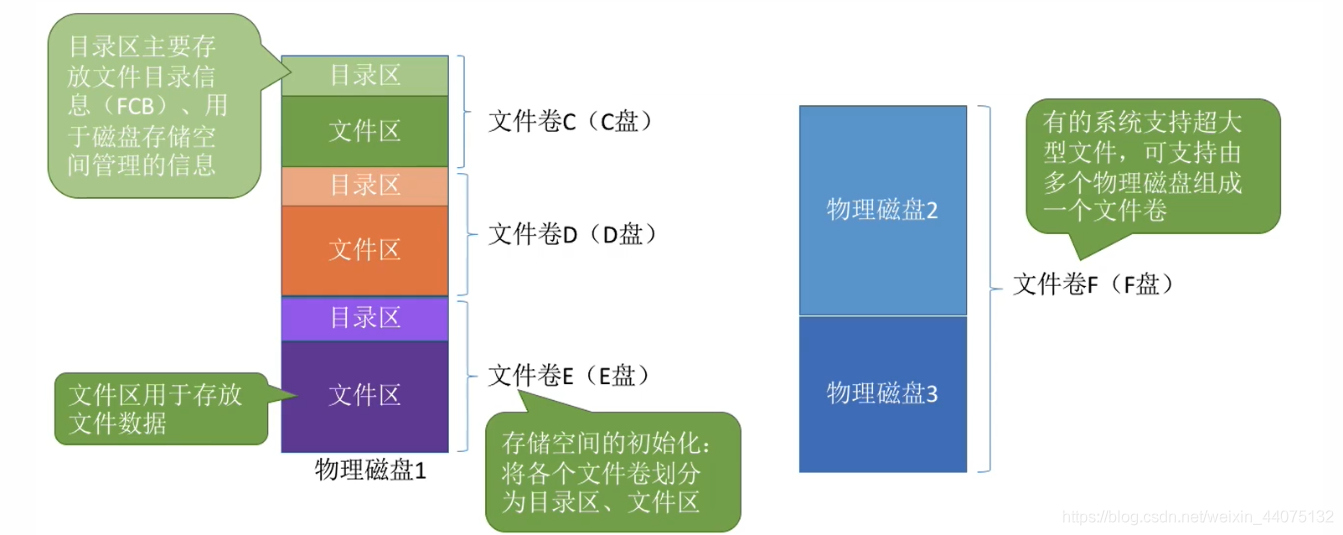 目录区主要存
放文件目录信
息（FCB）、用
于磁盘存储空
间管理的信息
目录区
文件区
文件卷C（C盘）
目录区
文件区
文件卷D（D盘）
目录区
文件区
文件卷E（E盘）
文件区用于存放
文件数据
物理磁盘1
存储空间的初始化：
将各个文件卷划分
为目录区、文件区
物理磁盘2
物理磁盘3
有的系统支持超大
型文件，可支持由
多个物理磁盘组成
一个文件卷
文件卷F（F盘）
https://blog.csdn.net/weixin_44075132